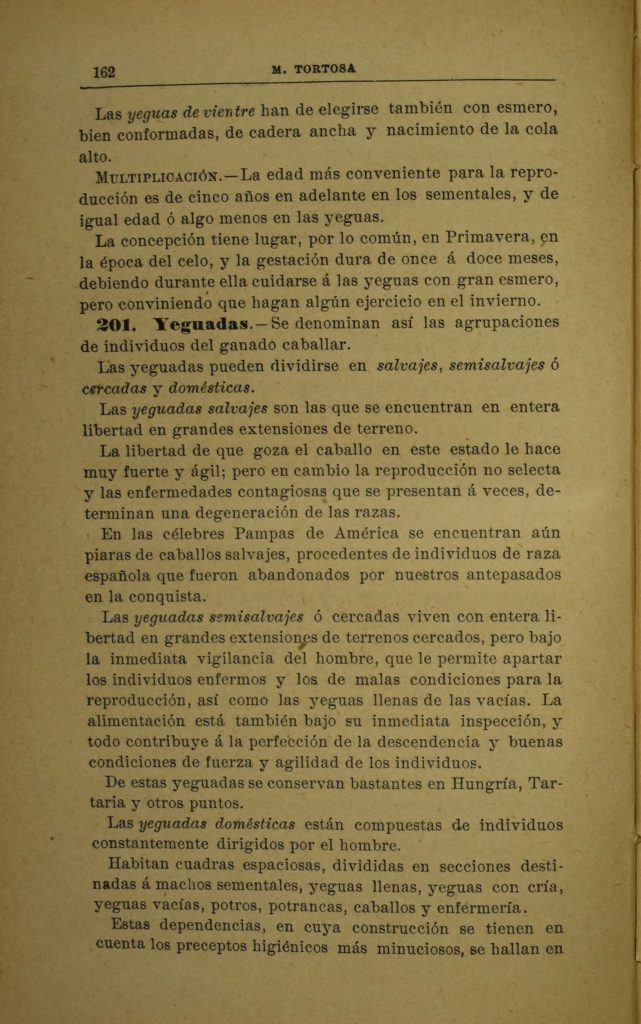 162
M. TORTOSA
Las yeguas de vientre han de elegirse también con esmero,
bien conformadas, de cadera ancha y nacimiento de la cola
alto.
MULTIPLICACIÓN.—La edad más conveniente para la repro-
ducción es de cinco años en adelante en los sementales, y de
igual edad ó algo menos en las yeguas.
La concepción tiene lugar, por lo común, en Primavera, en
la época del celo, y la gestación dura de once á doce meses,
debiendo durante ella cuidarse á las yeguas con gran esmero,
pero conviniendo que hagan algún ejercicio en el invierno.
201. Yeguadas.—Se denominan así las agrupaciones
de individuos del ganado caballar.
Las yeguadas pueden dividirse en salvajes, semisalvajes ó
cercadas y domésticas.
Las yeguadas salvajes son las que se encuentran en entera
libertad en grandes extensiones de terreno.
La libertad de que goza el caballo en este estado le hace
muy fuerte y ágil; pero en cambio la reproducción no selecta
y las enfermedades contagiosas que se presentan á veces, de-
terminan una degeneración de las razas.
En las célebres Pampas de América se encuentran aún
piaras de caballos salvajes, procedentes de individuos de raza
española que fueron abandonados por nuestros antepasados
en la conquista.
Las yeguadas semisalvajes ó cercadas viven con entera li-
bertad en grandes extensiones de terrenos cercados, pero bajo
la inmediata vigilancia del hombre, que le permite apartar
los individuos enfermos y los de malas condiciones para la
reproducción, así como las yeguas llenas de las vacías. La
alimentación está también bajo su inmediata inspección, y
todo contribuye á la perfección de la descendencia y buenas
condiciones de fuerza y agilidad de los individuos.
De estas yeguadas se conservan bastantes en Hungría, Tar-
taria y otros puntos.
Las yeguadas domésticas están compuestas de individuos
constantemente dirigidos por el hombre.
Habitan cuadras espaciosas, divididas en secciones desti-
nadas á machos sementales, yeguas llenas, yeguas con cría,
yeguas vacías, potros, potrancas, caballos y enfermería.
Estas dependencias, en cuya construcción se tienen en
cuenta los preceptos higiénicos más minuciosos, se hallan en